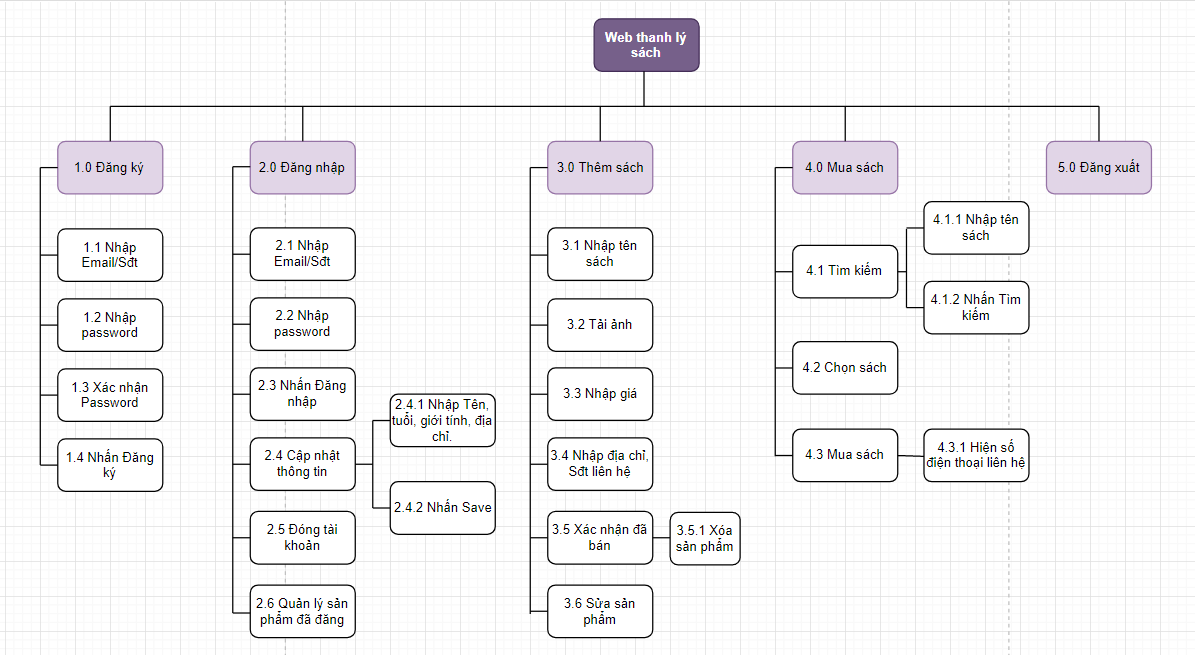 Web thanh lý
sách
1.0 Đăng ký
1.1 Nhập
Email/Sđt
1.2 Nhập
password
1.3 Xác nhận
Password
1.4 Nhấn Đăng
ký
2.0 Đăng nhập
2.1 Nhập
Email/Sđt
2.2 Nhập
password
2.3 Nhấn Đăng
nhập
2.4 Cập nhật
thông tin
2.4.1 Nhập Tên,
tuổi, giới tính, địa
chỉ.
2.4.2 Nhấn Save
2.5 Đóng tài
khoản
2.6 Quản lý sản
phẩm đã đăng
3.0 Thêm sách
3.1 Nhập tên
sách
3.2 Tải ảnh
3.3 Nhập giá
3.4 Nhập địa chỉ,
Sđt liên hệ
3.5 Xác nhận đã
bán
3.5.1 Xóa
sản phẩm
3.6 Sửa sản
phẩm
4.0 Mua sách
4.1 Tìm kiếm
4.1.1 Nhập tên
sách
4.1.2 Nhấn Tìm
kiếm
4.2 Chọn sách
4.3 Mua sách
4.3.1 Hiện số
điện thoại liên hệ
5.0 Đăng xuất